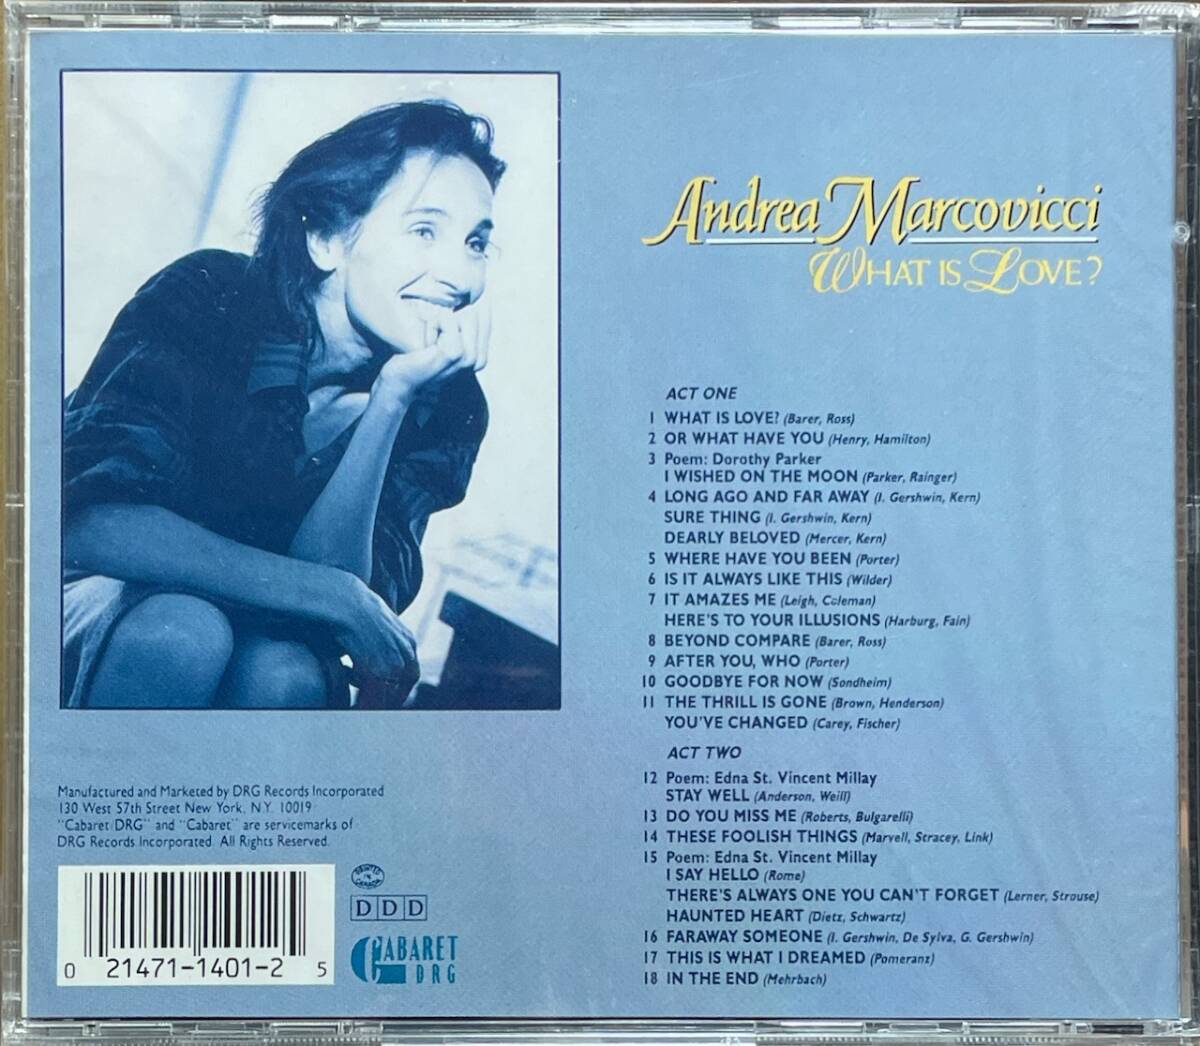 Andrea Marcovicci
WHAT IS LOVE?
ACT ONE
1 WHAT IS LOVE? (Barer, Ross)
2 OR WHAT HAVE YOU (Henry, Hamilton)
3 Poem: Dorothy Parker
I WISHED ON THE MOON (Parker, Rainger)
4 LONG AGO AND FAR AWAY (I. Gershwin, Kern)
SURE THING (I. Gershwin, Kern)
DEARLY BELOVED (Mercer, Kern)
5 WHERE HAVE YOU BEEN (Porter)
6 IS IT ALWAYS LIKE THIS (Wilder)
7 IT AMAZES ME (Leigh, Coleman)
HERE'S TO YOUR ILLUSIONS (Harburg, Fain)
8 BEYOND COMPARE (Barer, Ross)
9 AFTER YOU, WHO (Porter)
10 GOODBYE FOR NOW (Sondheim)
11 THE THRILL IS GONE (Brown, Henderson)
YOU'VE CHANGED (Carey, Fischer)
ACT TWO
12 Poem: Edna St. Vincent Millay
STAY WELL (Anderson, Weill)
13 DO YOU MISS ME (Roberts, Bulgarelli)
14 THESE FOOLISH THINGS (Marvell, Stracey, Link)
15 Poem: Edna St. Vincent Millay
I SAY HELLO (Rome)
THERE'S ALWAYS ONE YOU CAN'T FORGET (Lerner, Strouse)
HAUNTED HEART (Dietz, Schwartz)
16 FARAWAY SOMEONE (I. Gershwin, De Sylva, G. Gershwin)
17 THIS IS WHAT I DREAMED (Pomeranz)
18 IN THE END (Mehrbach)
Manufactured and Marketed by DRG Records Incorporated
130 West 57th Street New York, N.Y. 10019
"Cabaret DRG" and "Cabaret" are servicemarks of
DRG Records Incorporated. All Rights Reserved.
PRINTED IN CANADA
DDD
CABARET
DRG
0 21471-1401-2 5